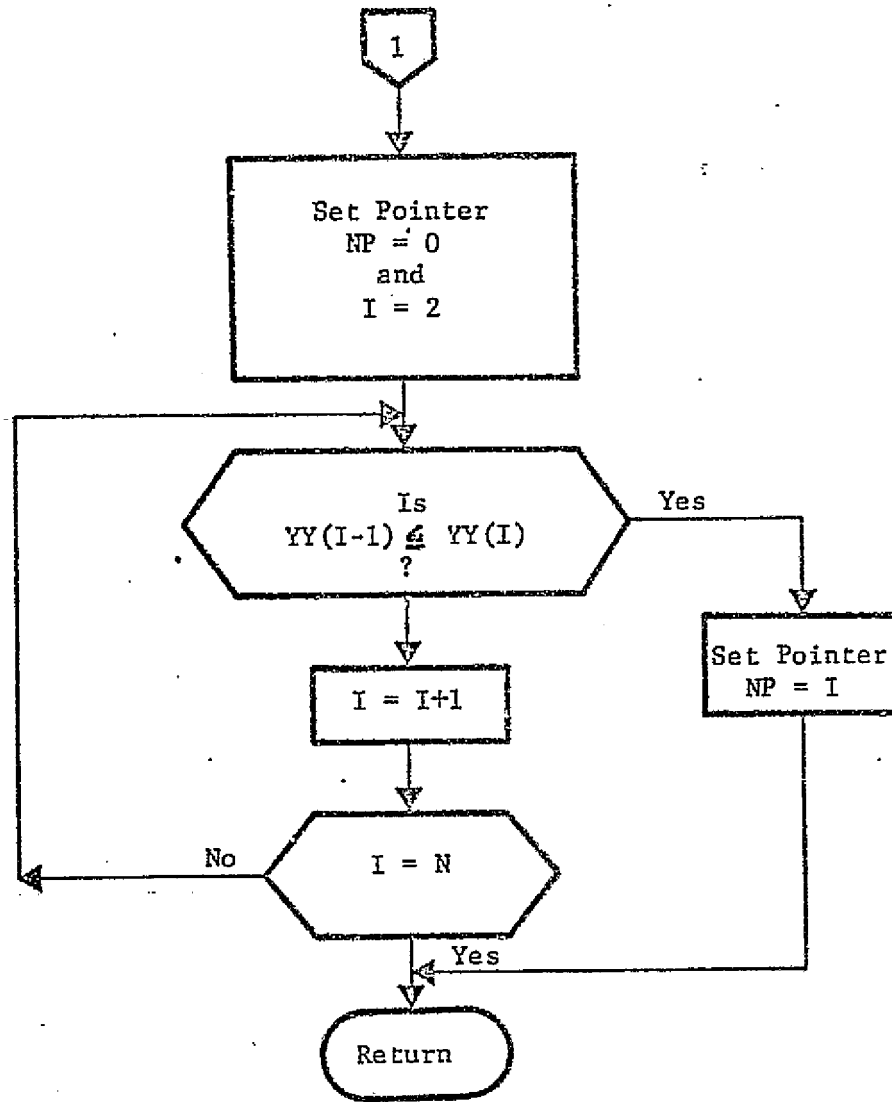 1
Set Pointer
NP = 0
and
I = 2
Is
YY(I-1) ≤ YY(I)
?
Yes
Set Pointer
NP = I
I = I+1
I = N
No
Yes
Return